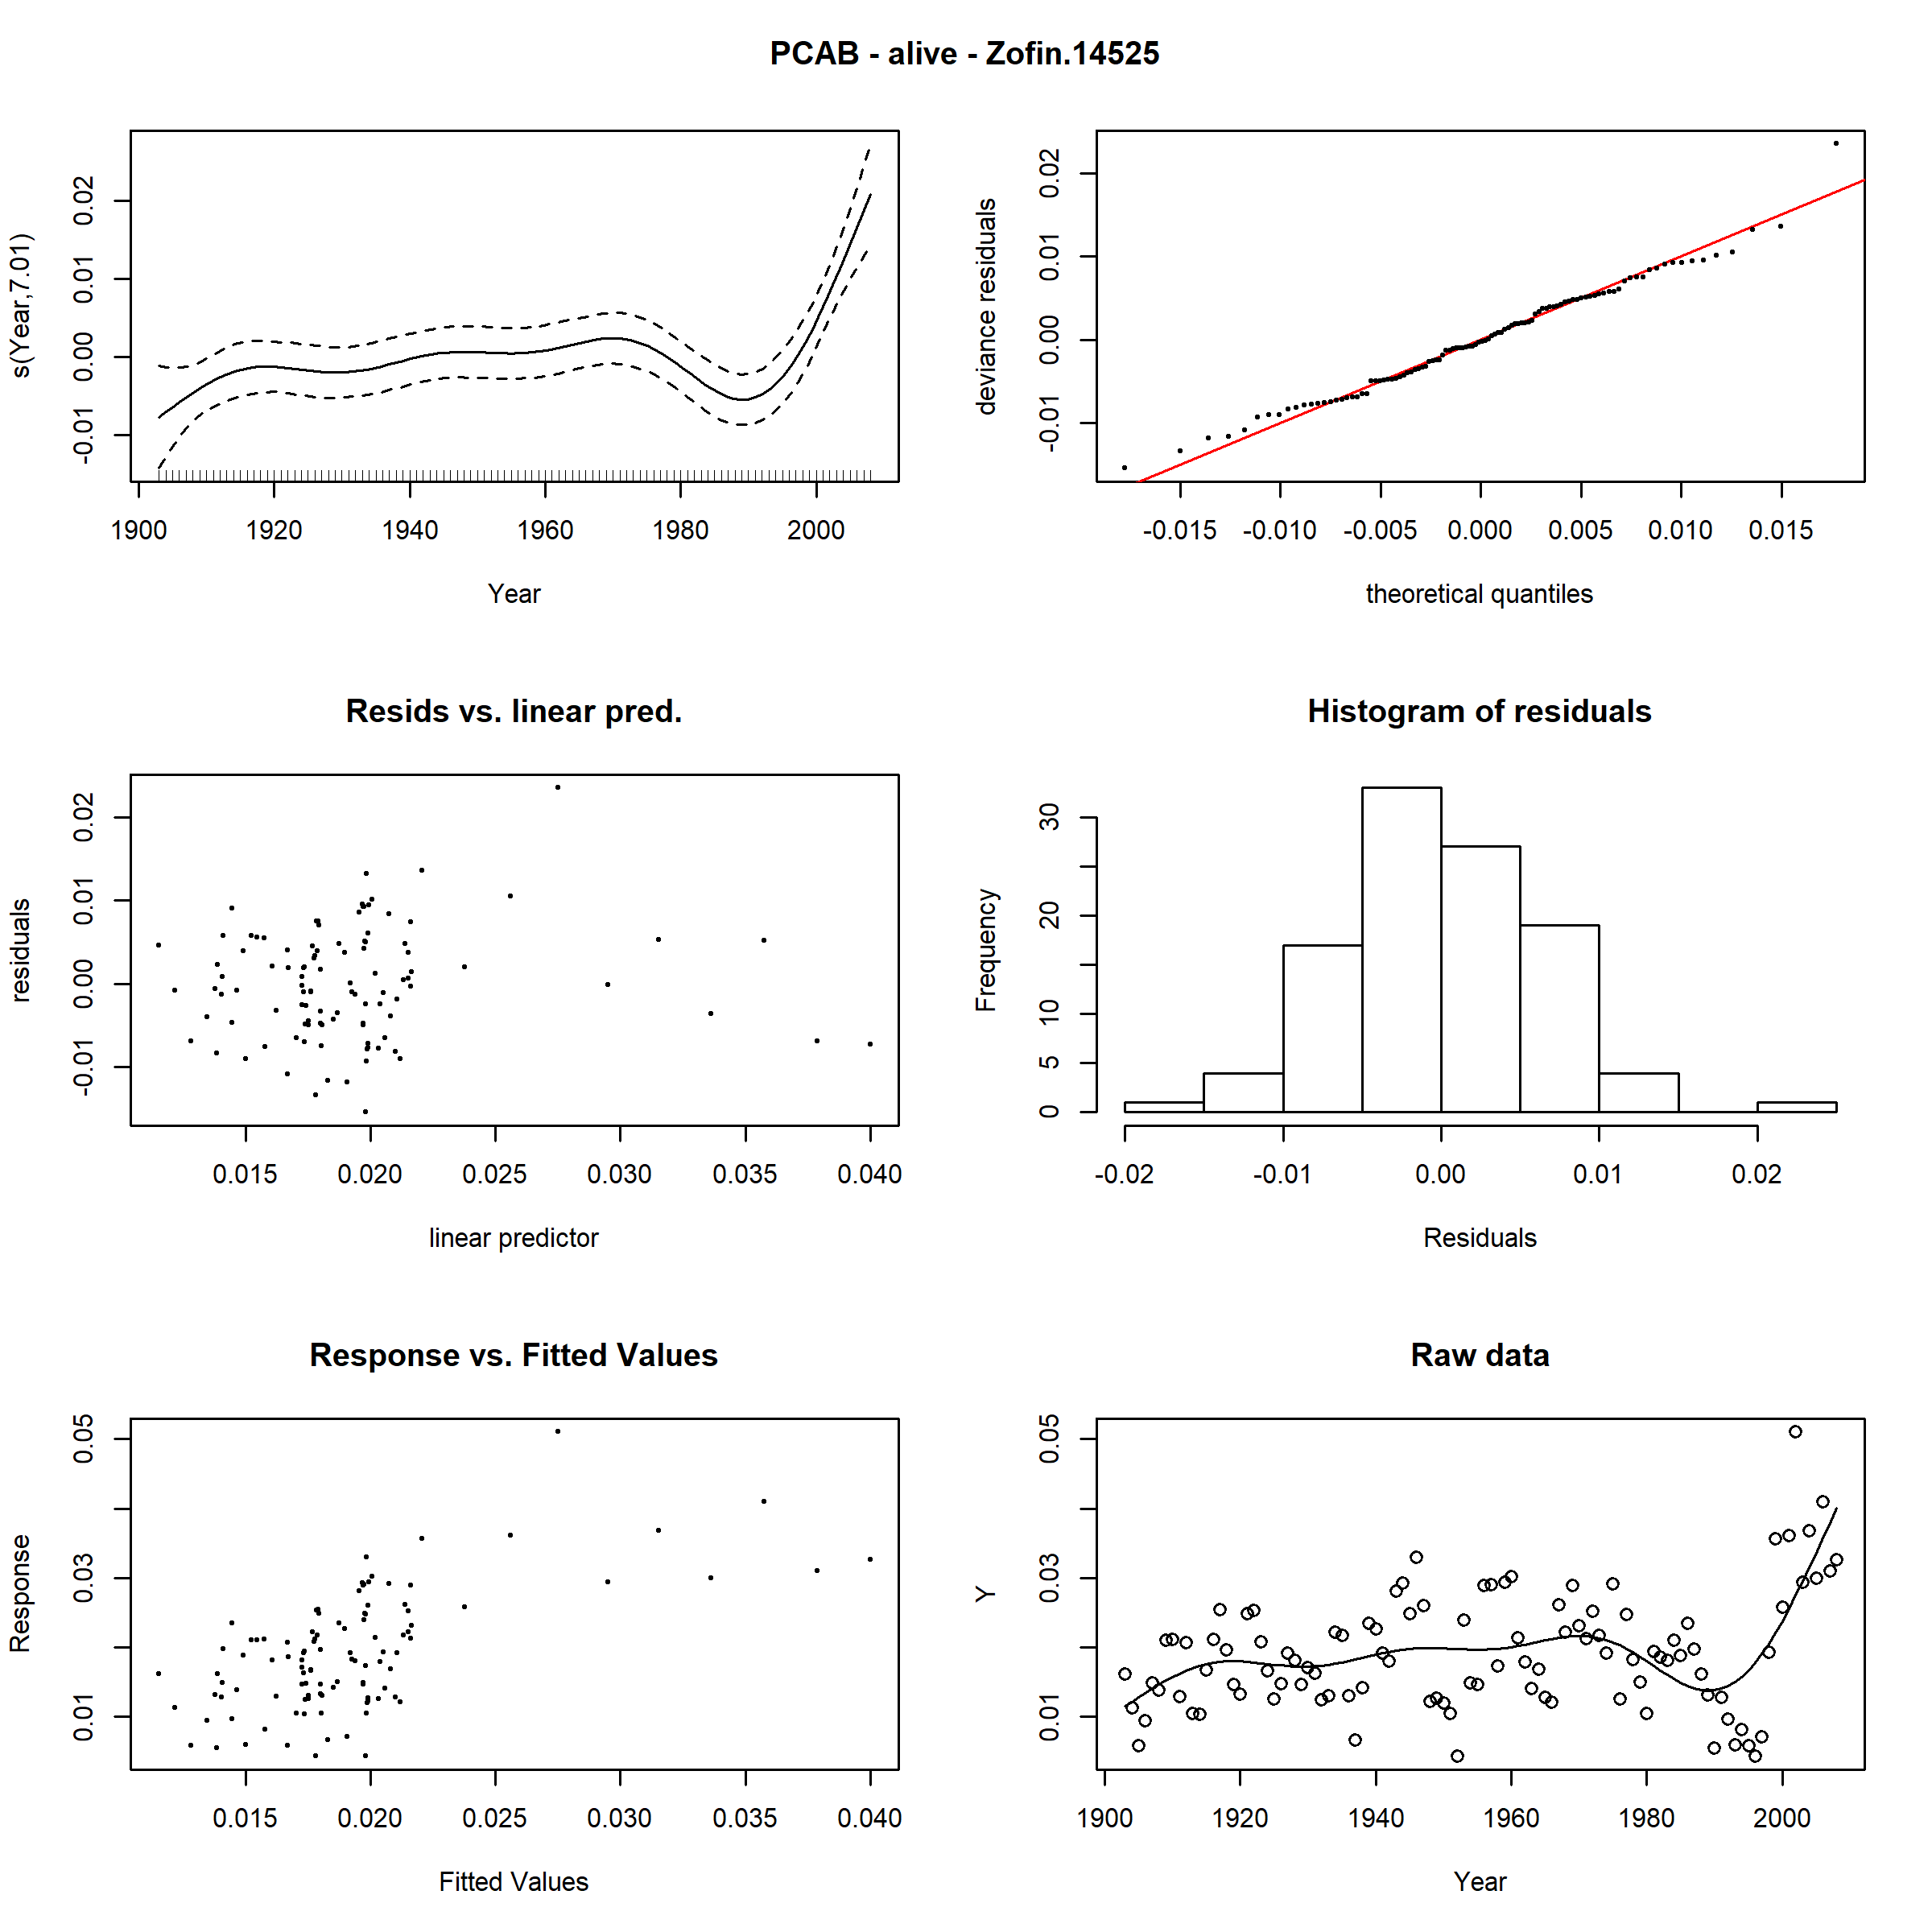 PCAB - alive - Zofin.14525
s(Year,7.01)
-0.01 0.00 0.01 0.02
1900 1920 1940 1960 1980 2000
Year
deviance residuals
-0.01 0.00 0.01 0.02
-0.015 -0.010 -0.005 0.000 0.005 0.010 0.015
theoretical quantiles
Resids vs. linear pred.
residuals
-0.01 0.00 0.01 0.02
0.015 0.020 0.025 0.030 0.035 0.040
linear predictor
Histogram of residuals
Frequency
0 5 10 20 30
-0.02 -0.01 0.00 0.01 0.02
Residuals
Response vs. Fitted Values
Response
0.01 0.03 0.05
0.015 0.020 0.025 0.030 0.035 0.040
Fitted Values
Raw data
Y
0.01 0.03 0.05
1900 1920 1940 1960 1980 2000
Year